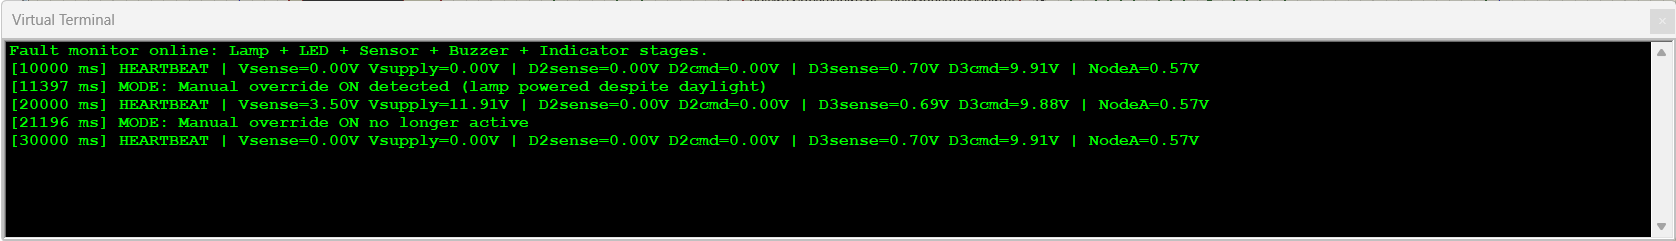 Virtual Terminal
Fault monitor online: Lamp + LED + Sensor + Buzzer + Indicator stages.
[10000 ms] HEARTBEAT | Vsense=0.00V Vsupply=0.00V | D2sense=0.00V D2cmd=0.00V | D3sense=0.70V D3cmd=9.91V | NodeA=0.57V
[11397 ms] MODE: Manual override ON detected (lamp powered despite daylight)
[20000 ms] HEARTBEAT | Vsense=3.50V Vsupply=11.91V | D2sense=0.00V D2cmd=0.00V | D3sense=0.69V D3cmd=9.88V | NodeA=0.57V
[21196 ms] MODE: Manual override ON no longer active
[30000 ms] HEARTBEAT | Vsense=0.00V Vsupply=0.00V | D2sense=0.00V D2cmd=0.00V | D3sense=0.70V D3cmd=9.91V | NodeA=0.57V